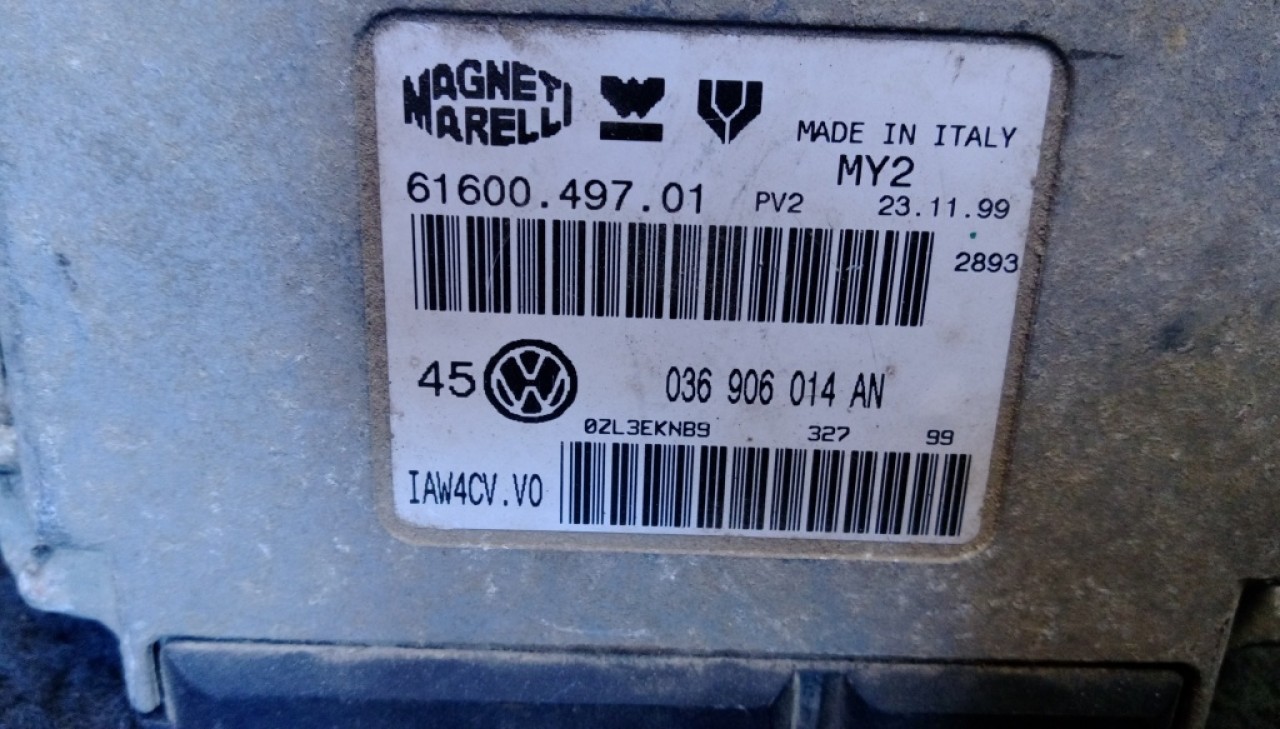 MAGNETI
MARELLI
MADE IN ITALY
MY2
61600.497.01 PV2 23.11.99
2893
45 036 906 014 AN
0ZL3EKNB9 327 99
IAW4CV.V0